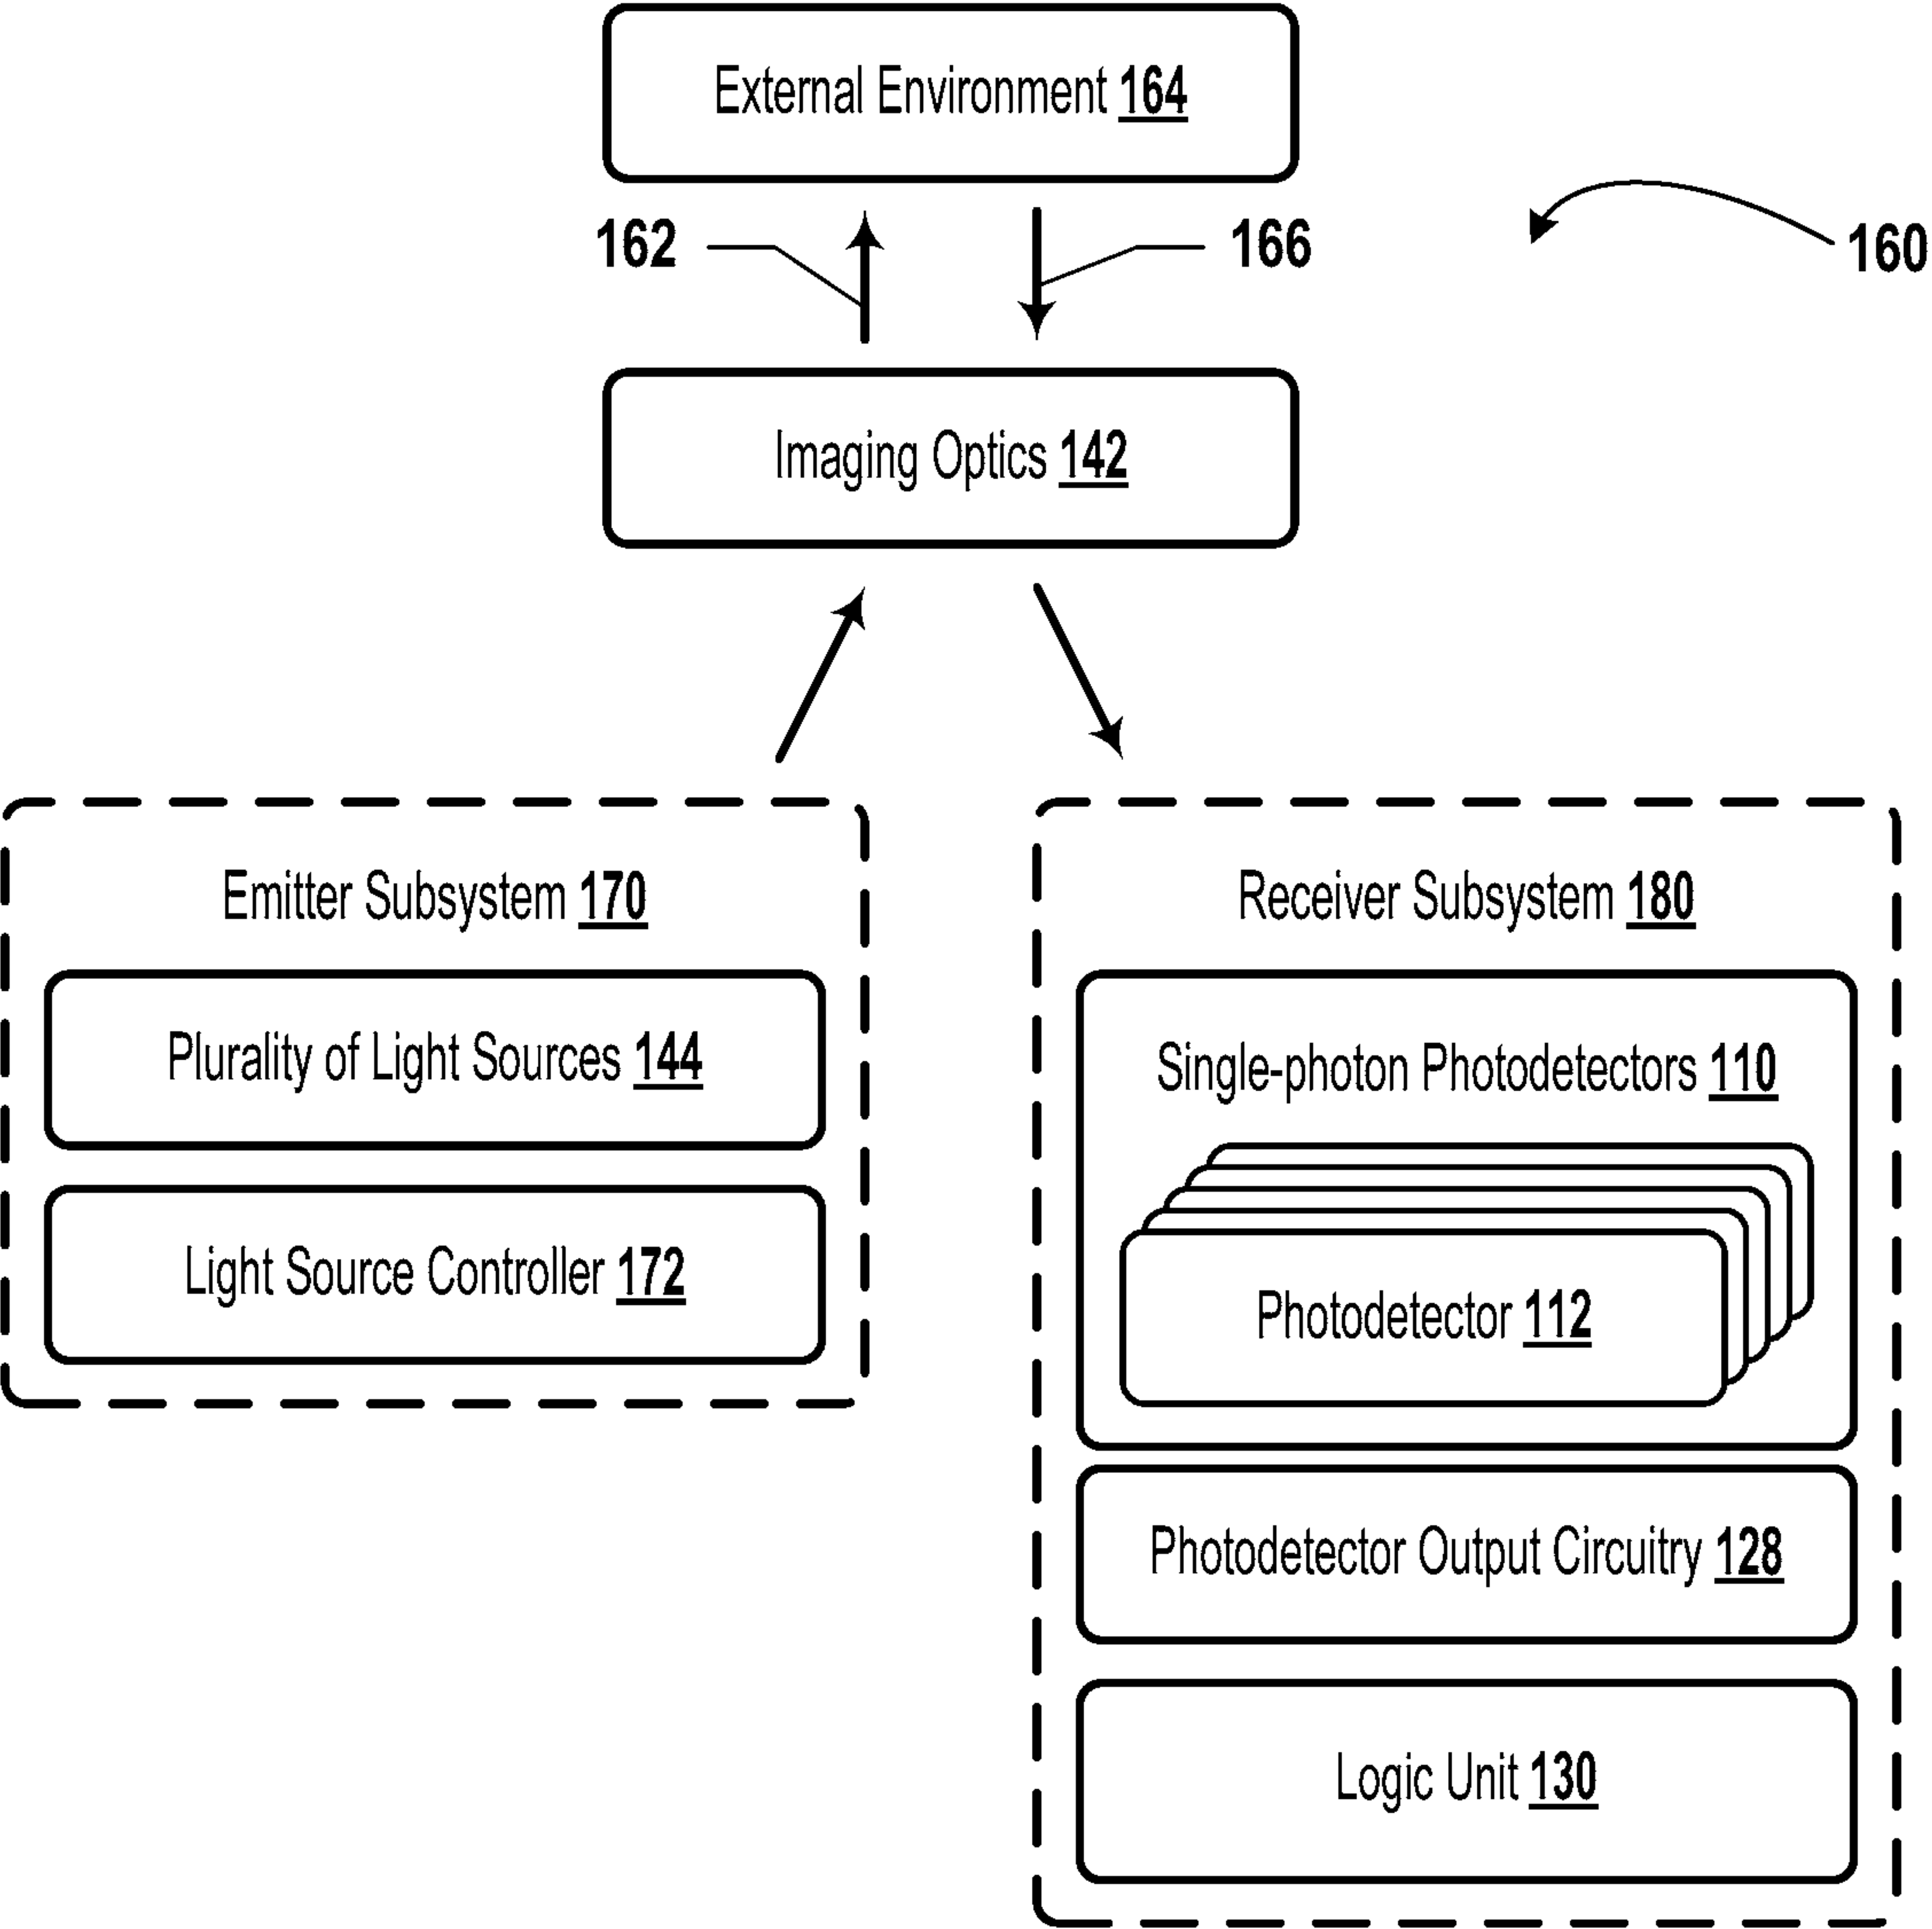 External Environment 164
162
166
160
Imaging Optics 142
Emitter Subsystem 170
Plurality of Light Sources 144
Light Source Controller 172
Receiver Subsystem 180
Single-photon Photodetectors 110
Photodetector 112
Photodetector Output Circuitry 128
Logic Unit 130